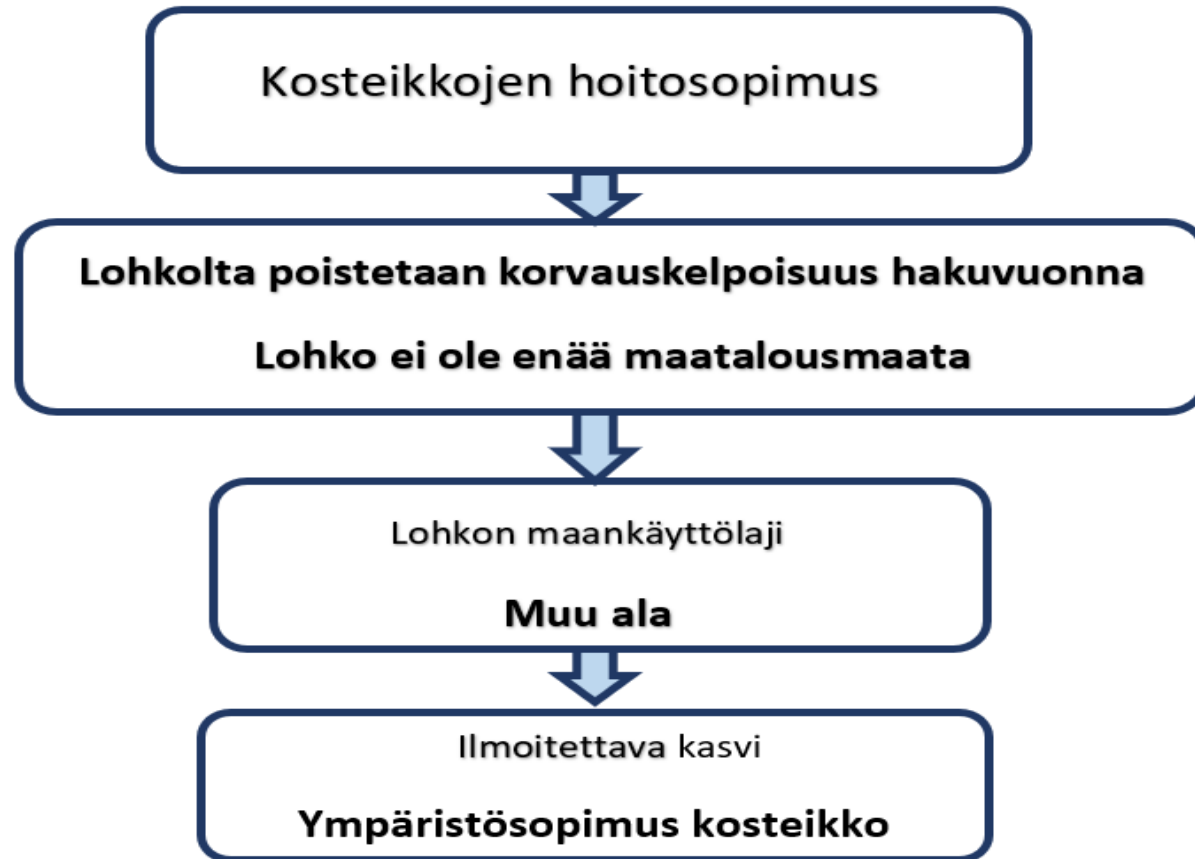 Kosteikkojen hoitosopimus
Lohkolta poistetaan korvauskelpoisuus hakuvuonna
Lohko ei ole enää maatalousmaata
Lohkon maankäyttölaji
Muu ala
Ilmoitettava kasvi
Ympäristösopimus kosteikko